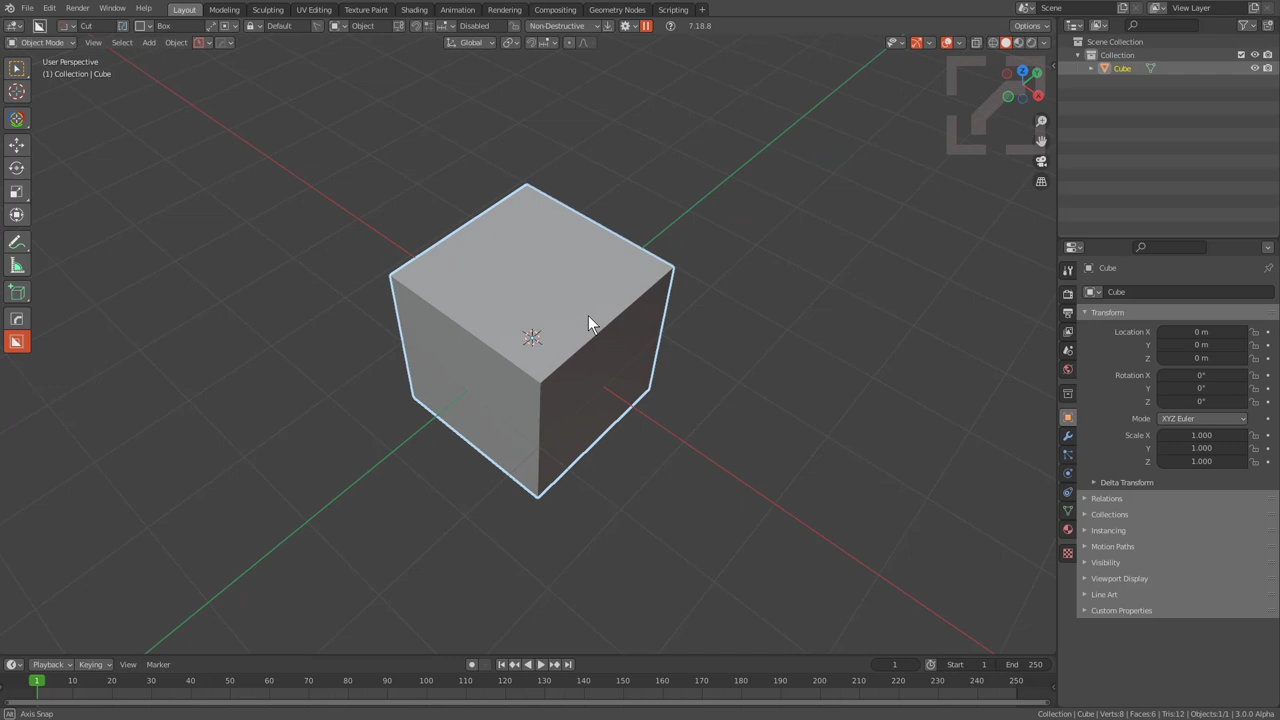 File Edit Render Window Help Layout Modeling Sculpting UV Editing Texture Paint Shading Animation Rendering Compositing Geometry Nodes Scripting + Scene View Layer
Cut Box Default Object Disabled Non-Destructive 7.18.8 Options
Object Mode View Select Add Object Global
User Perspective
(1) Collection | Cube
Z
Y
X
Scene Collection
Collection
Cube
Cube
Cube
Transform
Location X 0 m
Y 0 m
Z 0 m
Rotation X 0°
Y 0°
Z 0°
Mode XYZ Euler
Scale X 1.000
Y 1.000
Z 1.000
Delta Transform
Relations
Collections
Instancing
Motion Paths
Visibility
Viewport Display
Line Art
Custom Properties
Playback Keying View Marker 1 Start 1 End 250
1 10 20 30 40 50 60 70 80 90 100 110 120 130 140 150 160 170 180 190 200 210 220 230 240 250
Axis Snap
Collection | Cube | Verts:8 | Faces:6 | Tris:12 | Objects:1/1 | 3.0.0 Alpha